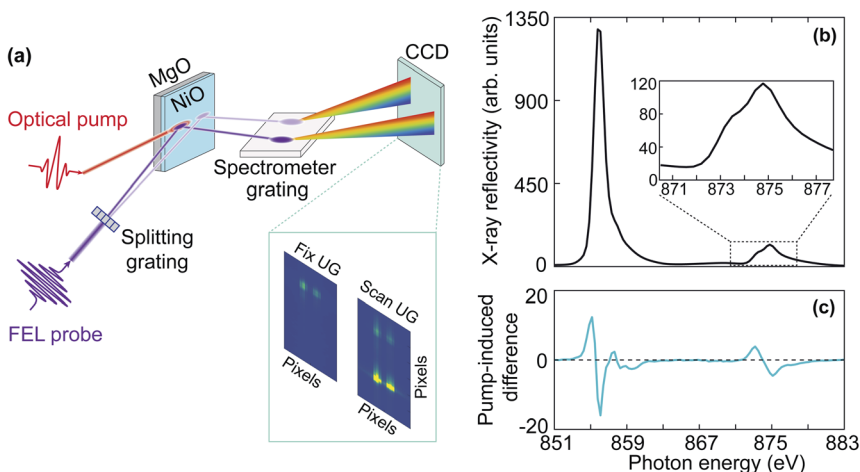 (a)
MgO
NiO
CCD
Optical pump
Spectrometer
grating
Splitting
grating
FEL probe
Fix UG
Scan UG
Pixels
Pixels
Pixels
(b)
X-ray reflectivity (arb. units)
1350
900
450
0
120
80
40
0
871 873 875 877
(c)
Pump-induced
difference
20
0
-20
851 859 867 875 883
Photon energy (eV)